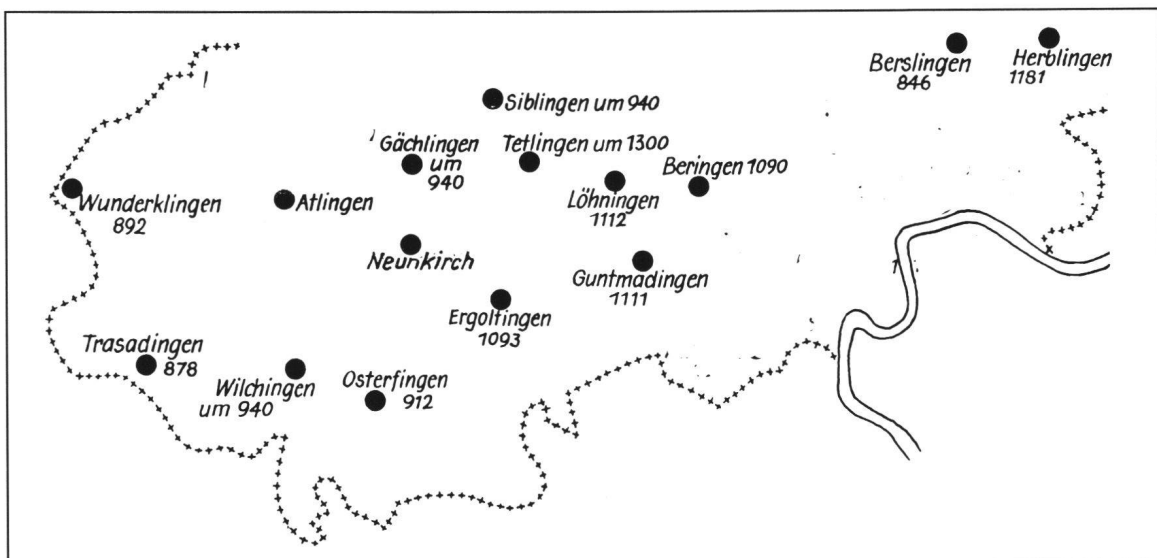 Berslingen
846
Herblingen
1181
Siblingen um 940
Gächlingen
um
940
Tetlingen um 1300
Beringen 1090
Löhningen
1112
Wunderklingen
892
Atlingen
Neunkirch
Guntmadingen
1111
Ergoltingen
1093
Trasadingen
878
Wilchingen
um 940
Osterfingen
912